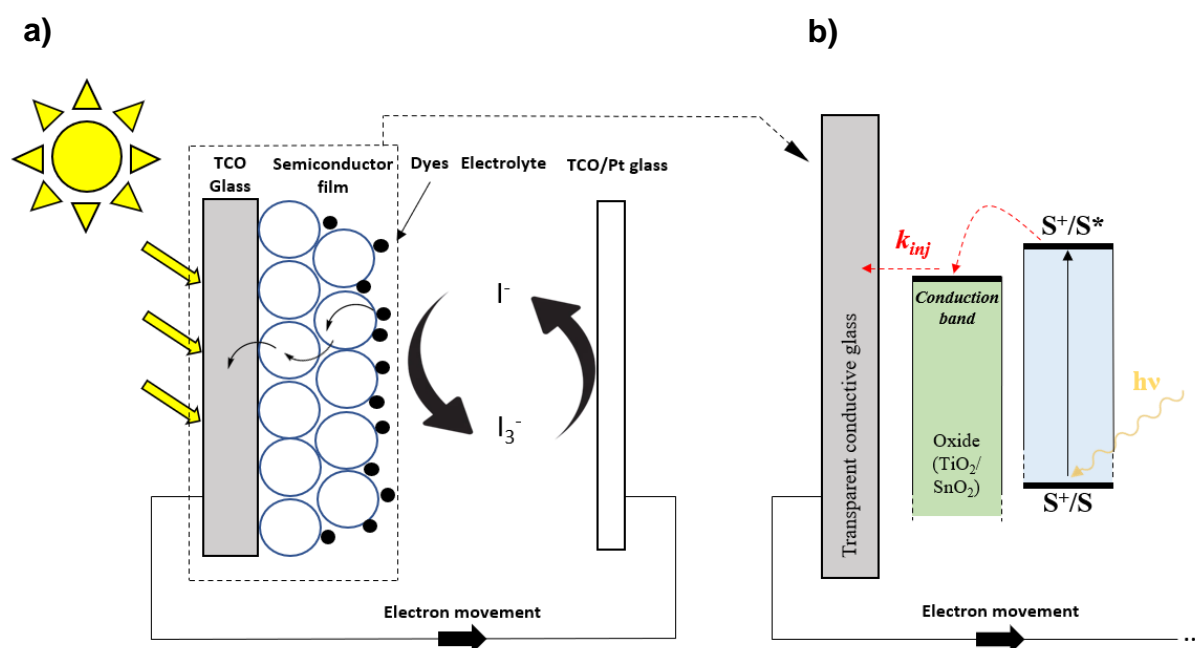 a)
TCO
Glass
Semiconductor
film
Dyes
Electrolyte
TCO/Pt glass
I⁻
I₃⁻
Electron movement
b)
Transparent conductive glass
k_inj
S⁺/S*
Conduction
band
hν
Oxide
(TiO₂/
SnO₂)
S⁺/S
Electron movement
..